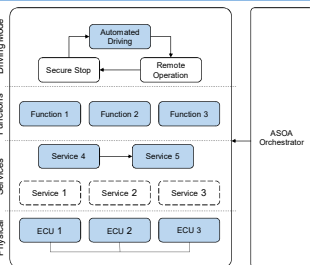 Driving Mode
Automated
Driving
Secure Stop
Remote
Operation
Functions
Function 1
Function 2
Function 3
ASOA
Orchestrator
Services
Service 4
Service 5
Service 1
Service 2
Service 3
Physical
ECU 1
ECU 2
ECU 3